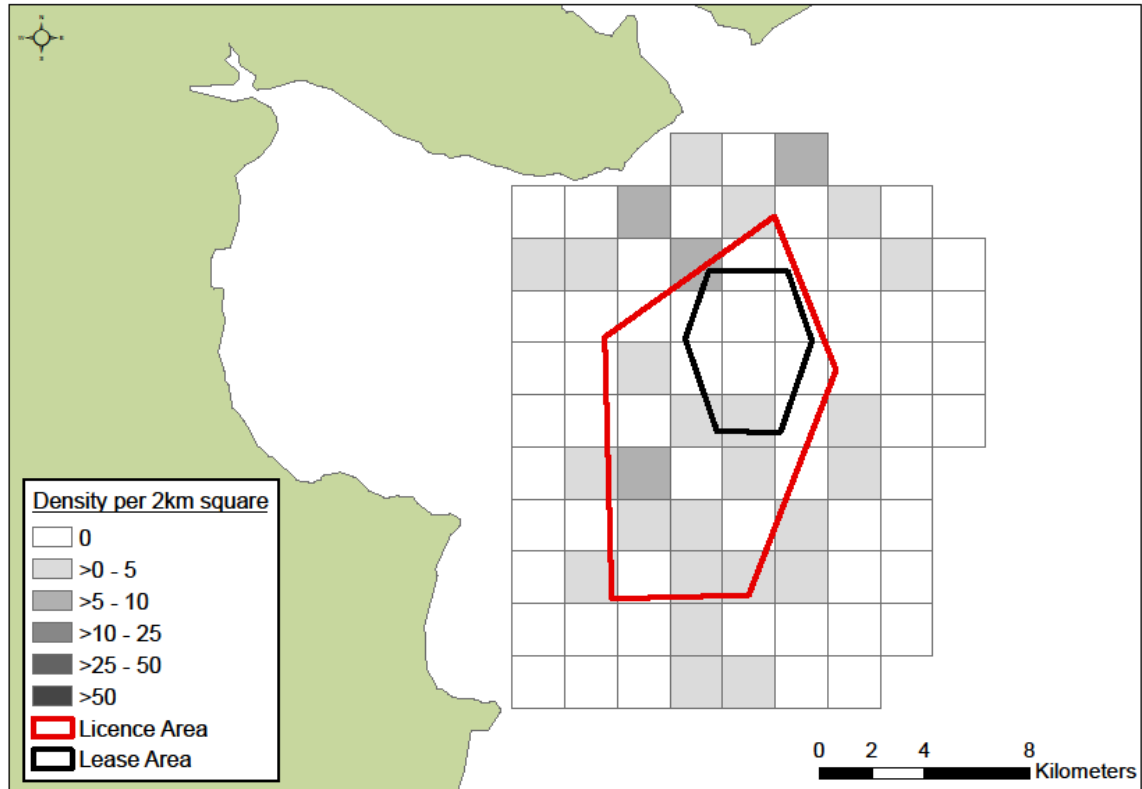 N
W E
S
Density per 2km square
0
>0 - 5
>5 - 10
>10 - 25
>25 - 50
>50
Licence Area
Lease Area
0 2 4 8
Kilometers